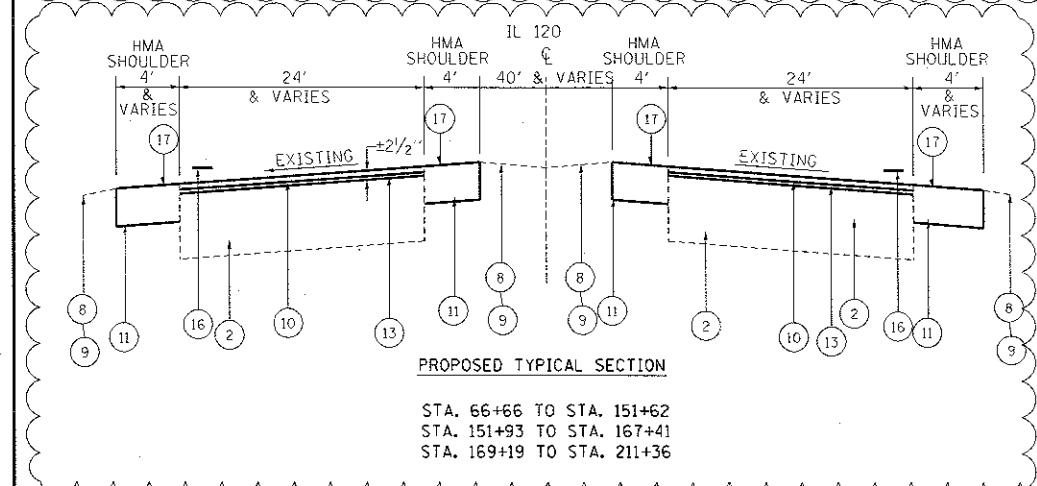 IL 120
℄
HMA SHOULDER
4' & VARIES
24' & VARIES
HMA SHOULDER
4'
40' & VARIES
HMA SHOULDER
4'
24' & VARIES
HMA SHOULDER
4' & VARIES
17
EXISTING
±2½"
17
17
EXISTING
17
8
9
11
16
2
10
13
11
8
9
8
9
11
2
10
13
2
16
11
8
9
PROPOSED TYPICAL SECTION
STA. 66+66 TO STA. 151+62
STA. 151+93 TO STA. 167+41
STA. 169+19 TO STA. 211+36